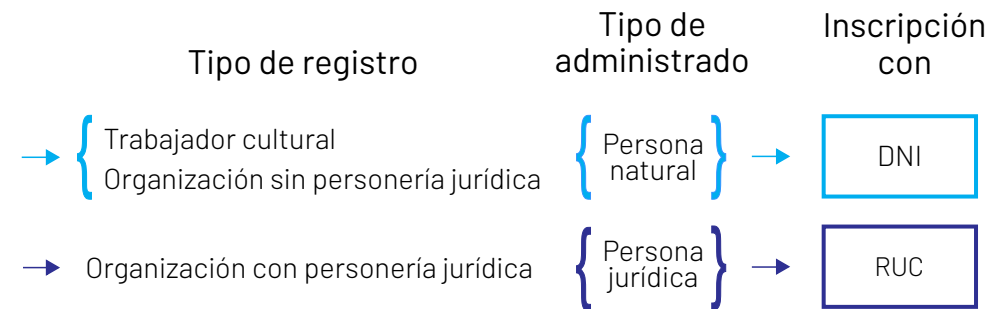 Tipo de registro
Tipo de
administrado
Inscripción
con
Trabajador cultural
Organización sin personería jurídica
Persona
natural
DNI
Organización con personería jurídica
Persona
jurídica
RUC